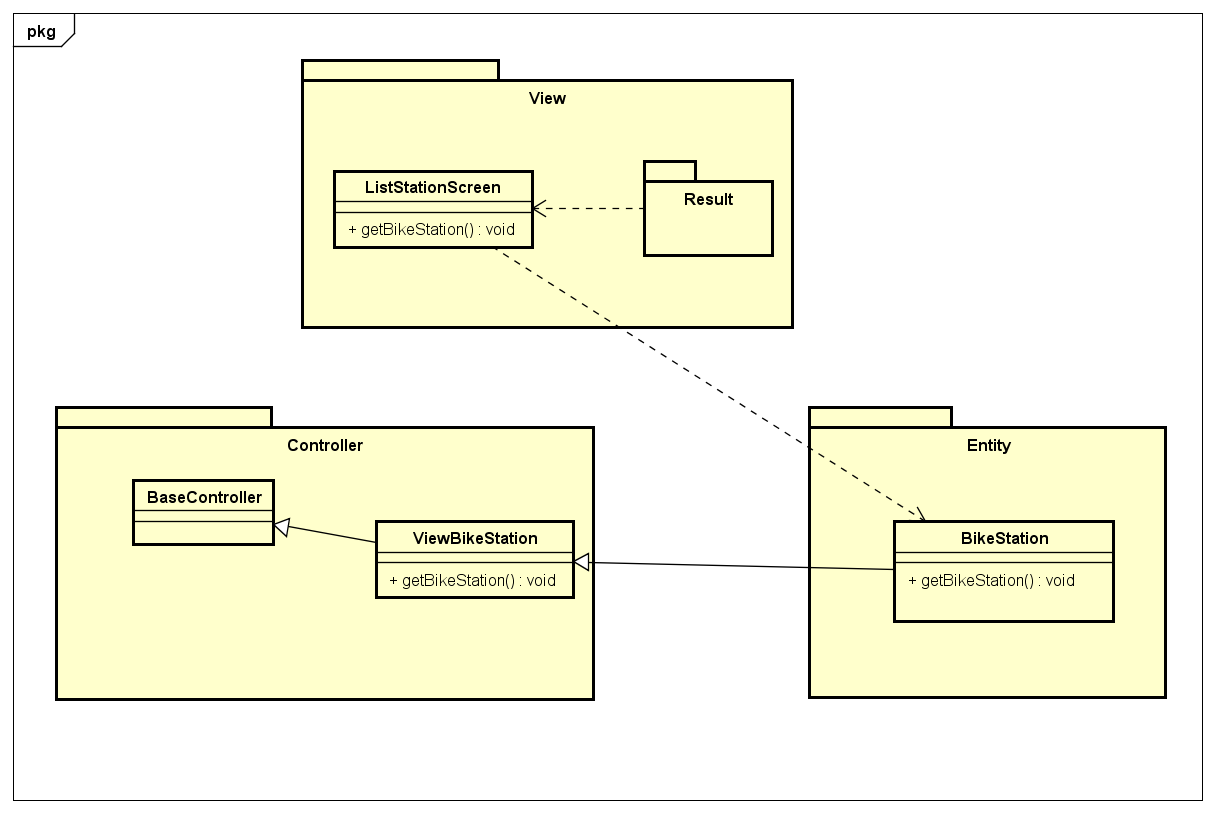 pkg
View
ListStationScreen
+ getBikeStation() : void
Result
Controller
BaseController
ViewBikeStation
+ getBikeStation() : void
Entity
BikeStation
+ getBikeStation() : void